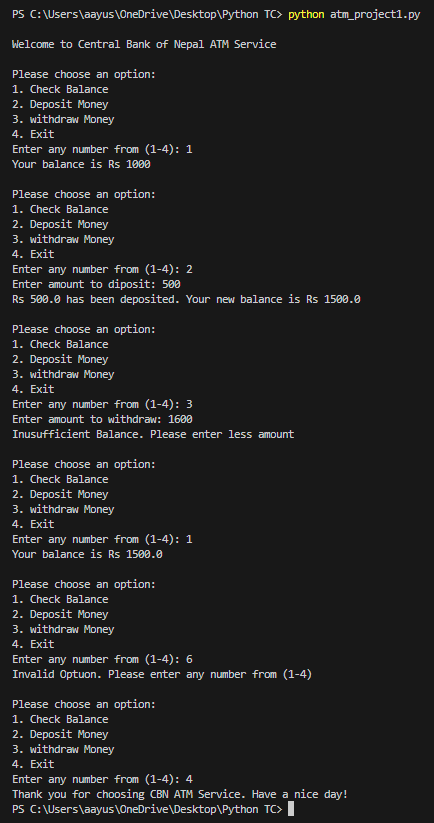 PS C:\Users\aayus\OneDrive\Desktop\Python TC> python atm_project1.py
Welcome to Central Bank of Nepal ATM Service
Please choose an option:
1. Check Balance
2. Deposit Money
3. withdraw Money
4. Exit
Enter any number from (1-4): 1
Your balance is Rs 1000
Please choose an option:
1. Check Balance
2. Deposit Money
3. withdraw Money
4. Exit
Enter any number from (1-4): 2
Enter amount to diposit: 500
Rs 500.0 has been deposited. Your new balance is Rs 1500.0
Please choose an option:
1. Check Balance
2. Deposit Money
3. withdraw Money
4. Exit
Enter any number from (1-4): 3
Enter amount to withdraw: 1600
Inusufficient Balance. Please enter less amount
Please choose an option:
1. Check Balance
2. Deposit Money
3. withdraw Money
4. Exit
Enter any number from (1-4): 1
Your balance is Rs 1500.0
Please choose an option:
1. Check Balance
2. Deposit Money
3. withdraw Money
4. Exit
Enter any number from (1-4): 6
Invalid Optuon. Please enter any number from (1-4)
Please choose an option:
1. Check Balance
2. Deposit Money
3. withdraw Money
4. Exit
Enter any number from (1-4): 4
Thank you for choosing CBN ATM Service. Have a nice day!
PS C:\Users\aayus\OneDrive\Desktop\Python TC>